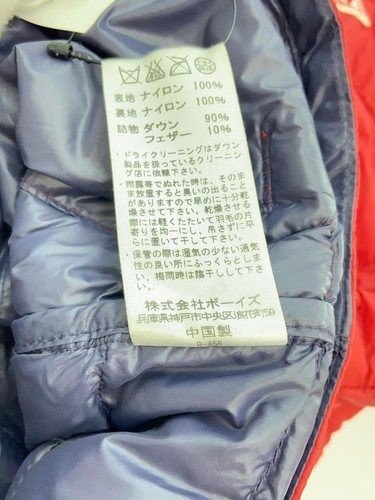 表地 ナイロン 100%
裏地 ナイロン 100%
詰物 ダウン 90%
フェザー 10%
・ドライクリーニングはダウン
製品を扱っているクリーニン
グ店に依頼下さい。
・雨露等でぬれた時は、そのま
ま放置すると臭いの出ること
がありますので早めに十分乾
燥させて下さい。乾燥させる
際には軽くたたいて羽毛の片
寄りを均一にし、吊さずに平
らに置いて干して下さい。
・保管の際は湿気の少ない通気
性の良い所にふっくらとしま
い、梅雨時は陰干しして下さ
い。
株式会社ボーイズ
兵庫県神戸市中央区浪花町59
中国製
B-456